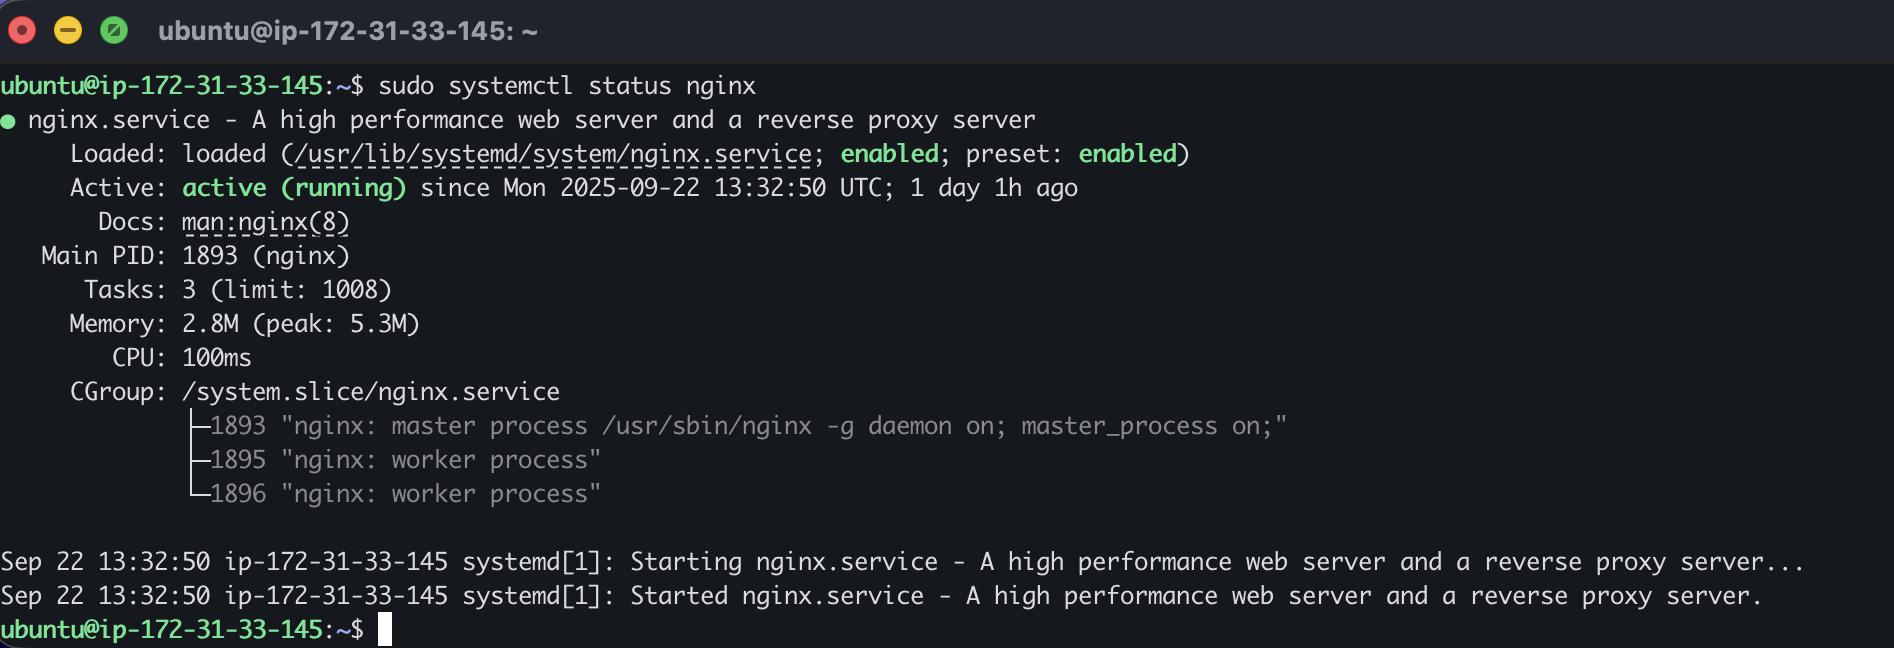 ubuntu@ip-172-31-33-145: ~
ubuntu@ip-172-31-33-145:~$ sudo systemctl status nginx
● nginx.service - A high performance web server and a reverse proxy server
     Loaded: loaded (/usr/lib/systemd/system/nginx.service; enabled; preset: enabled)
     Active: active (running) since Mon 2025-09-22 13:32:50 UTC; 1 day 1h ago
       Docs: man:nginx(8)
   Main PID: 1893 (nginx)
      Tasks: 3 (limit: 1008)
     Memory: 2.8M (peak: 5.3M)
        CPU: 100ms
     CGroup: /system.slice/nginx.service
             ├─1893 "nginx: master process /usr/sbin/nginx -g daemon on; master_process on;"
             ├─1895 "nginx: worker process"
             └─1896 "nginx: worker process"
Sep 22 13:32:50 ip-172-31-33-145 systemd[1]: Starting nginx.service - A high performance web server and a reverse proxy server...
Sep 22 13:32:50 ip-172-31-33-145 systemd[1]: Started nginx.service - A high performance web server and a reverse proxy server.
ubuntu@ip-172-31-33-145:~$